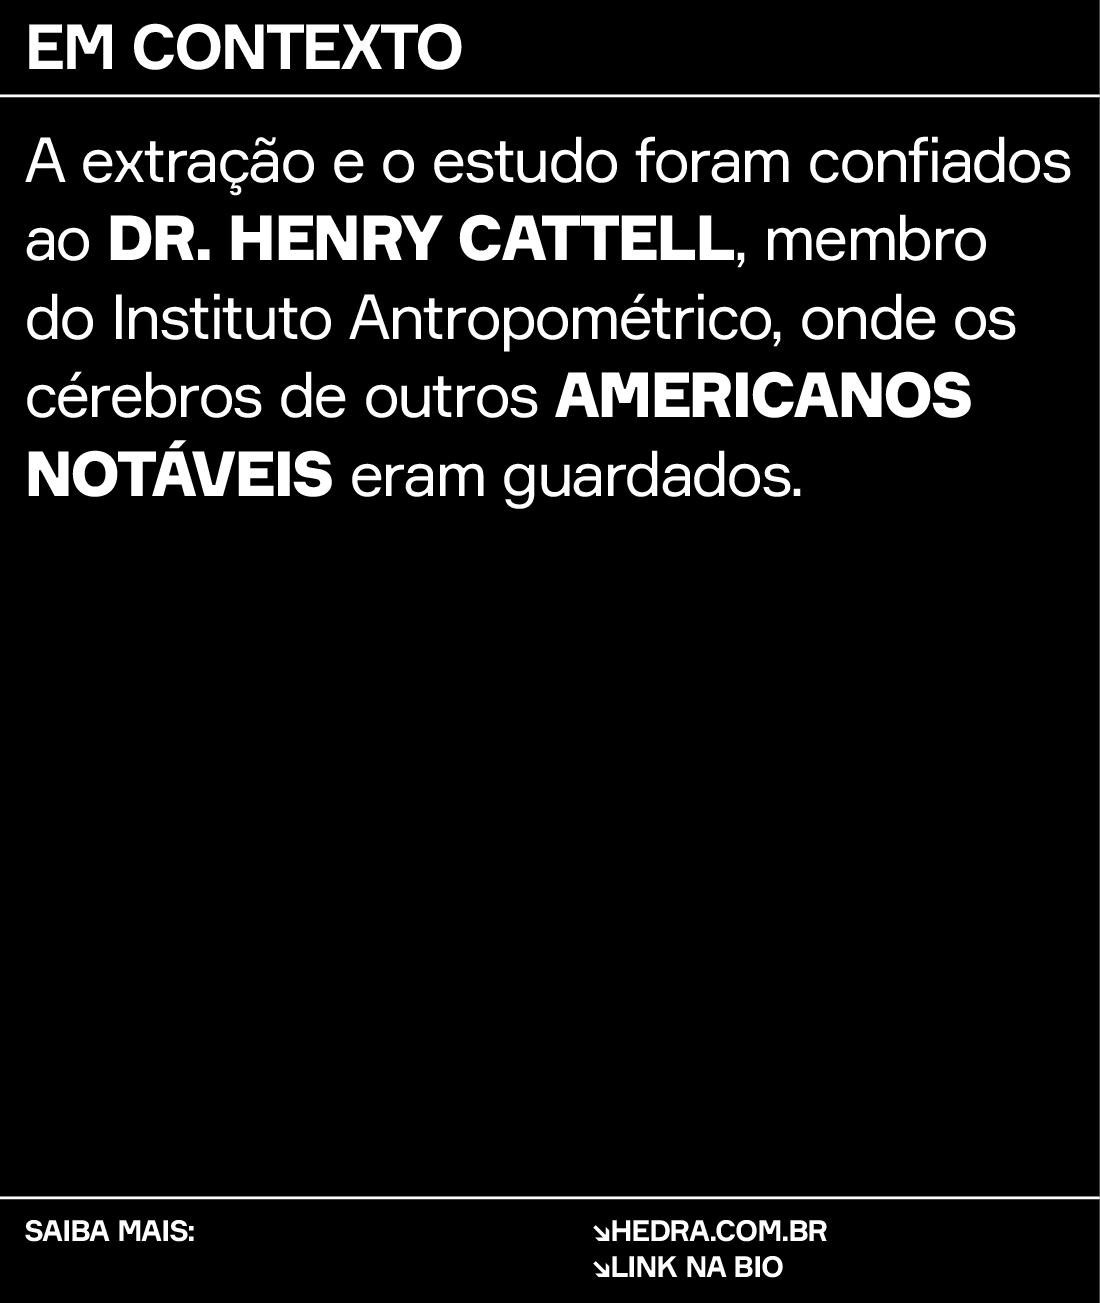 EM CONTEXTO
A extração e o estudo foram confiados
ao DR. HENRY CATTELL, membro
do Instituto Antropométrico, onde os
cérebros de outros AMERICANOS
NOTÁVEIS eram guardados.
SAIBA MAIS:
↘HEDRA.COM.BR
↘LINK NA BIO